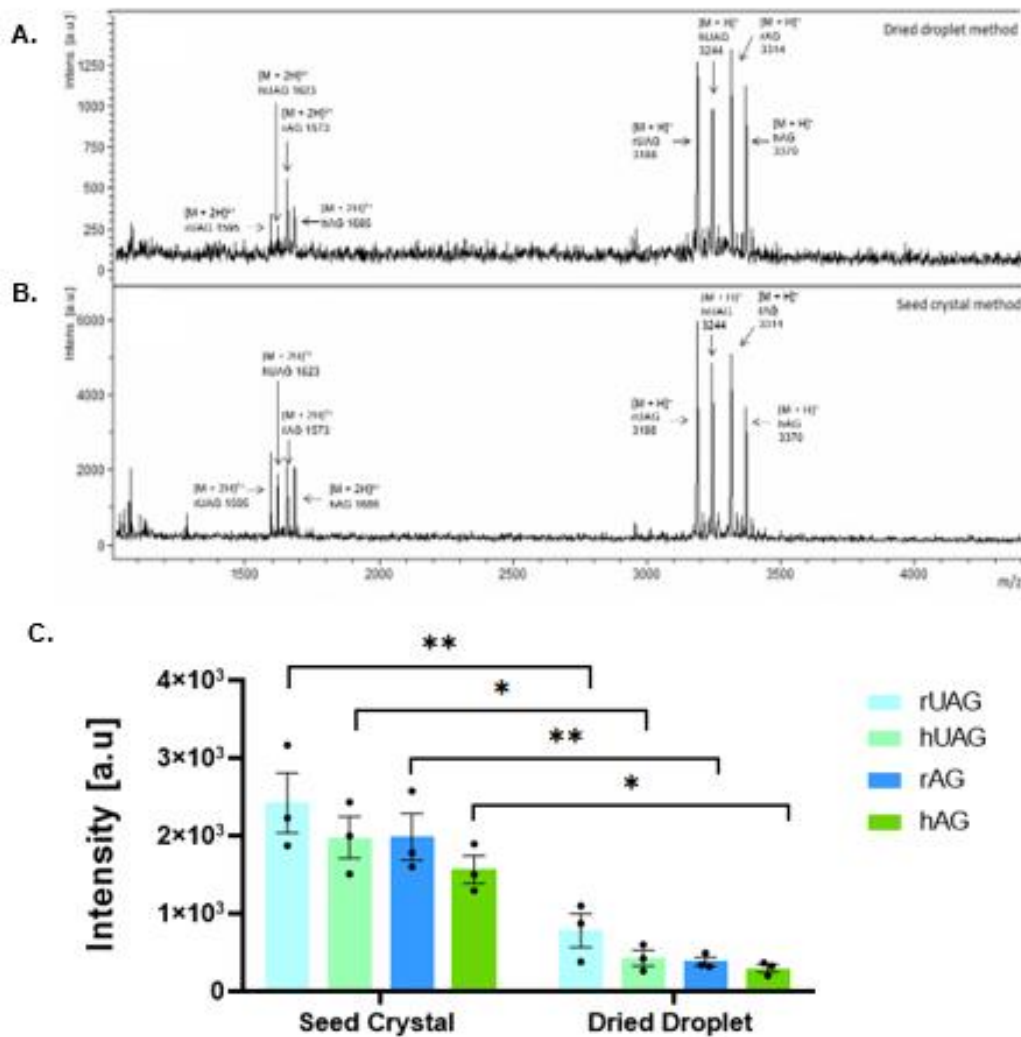 A.
Intens. [a.u]
1250
1000
750
500
250
0
Dried droplet method
[M + 2H]²⁺
hUAG 1623
[M + 2H]²⁺
rAG 1573
[M + 2H]²⁺
rUAG 1595
[M + 2H]²⁺
hAG 1686
[M + H]⁺
hUAG
3244
[M + H]⁺
rAG
3314
[M + H]⁺
rUAG
3188
[M + H]⁺
hAG
3370
B.
Intens. [a.u]
6000
4000
2000
0
Seed crystal method
[M + 2H]²⁺
hUAG 1623
[M + 2H]²⁺
rAG 1573
[M + 2H]²⁺
rUAG 1595
[M + 2H]²⁺
hAG 1686
[M + H]⁺
hUAG
3244
[M + H]⁺
rAG
3314
[M + H]⁺
rUAG
3188
[M + H]⁺
hAG
3370
1500
2000
2500
3000
3500
4000
m/z
C.
Intensity [a.u]
4×10³
3×10³
2×10³
1×10³
0
**
*
**
*
Seed Crystal
Dried Droplet
rUAG
hUAG
rAG
hAG